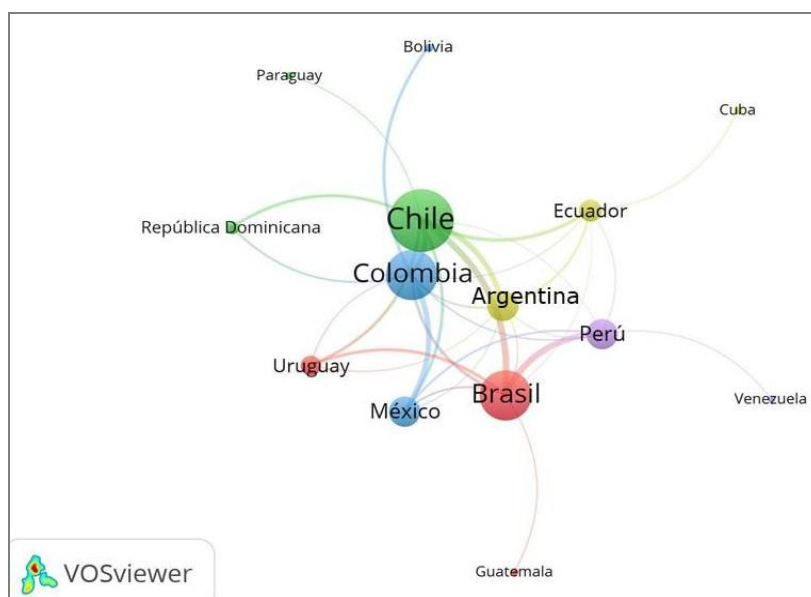 Bolivia
Paraguay
Cuba
Ecuador
Chile
República Dominicana
Colombia
Argentina
Perú
Uruguay
Brasil
México
Venezuela
Guatemala
VOSviewer